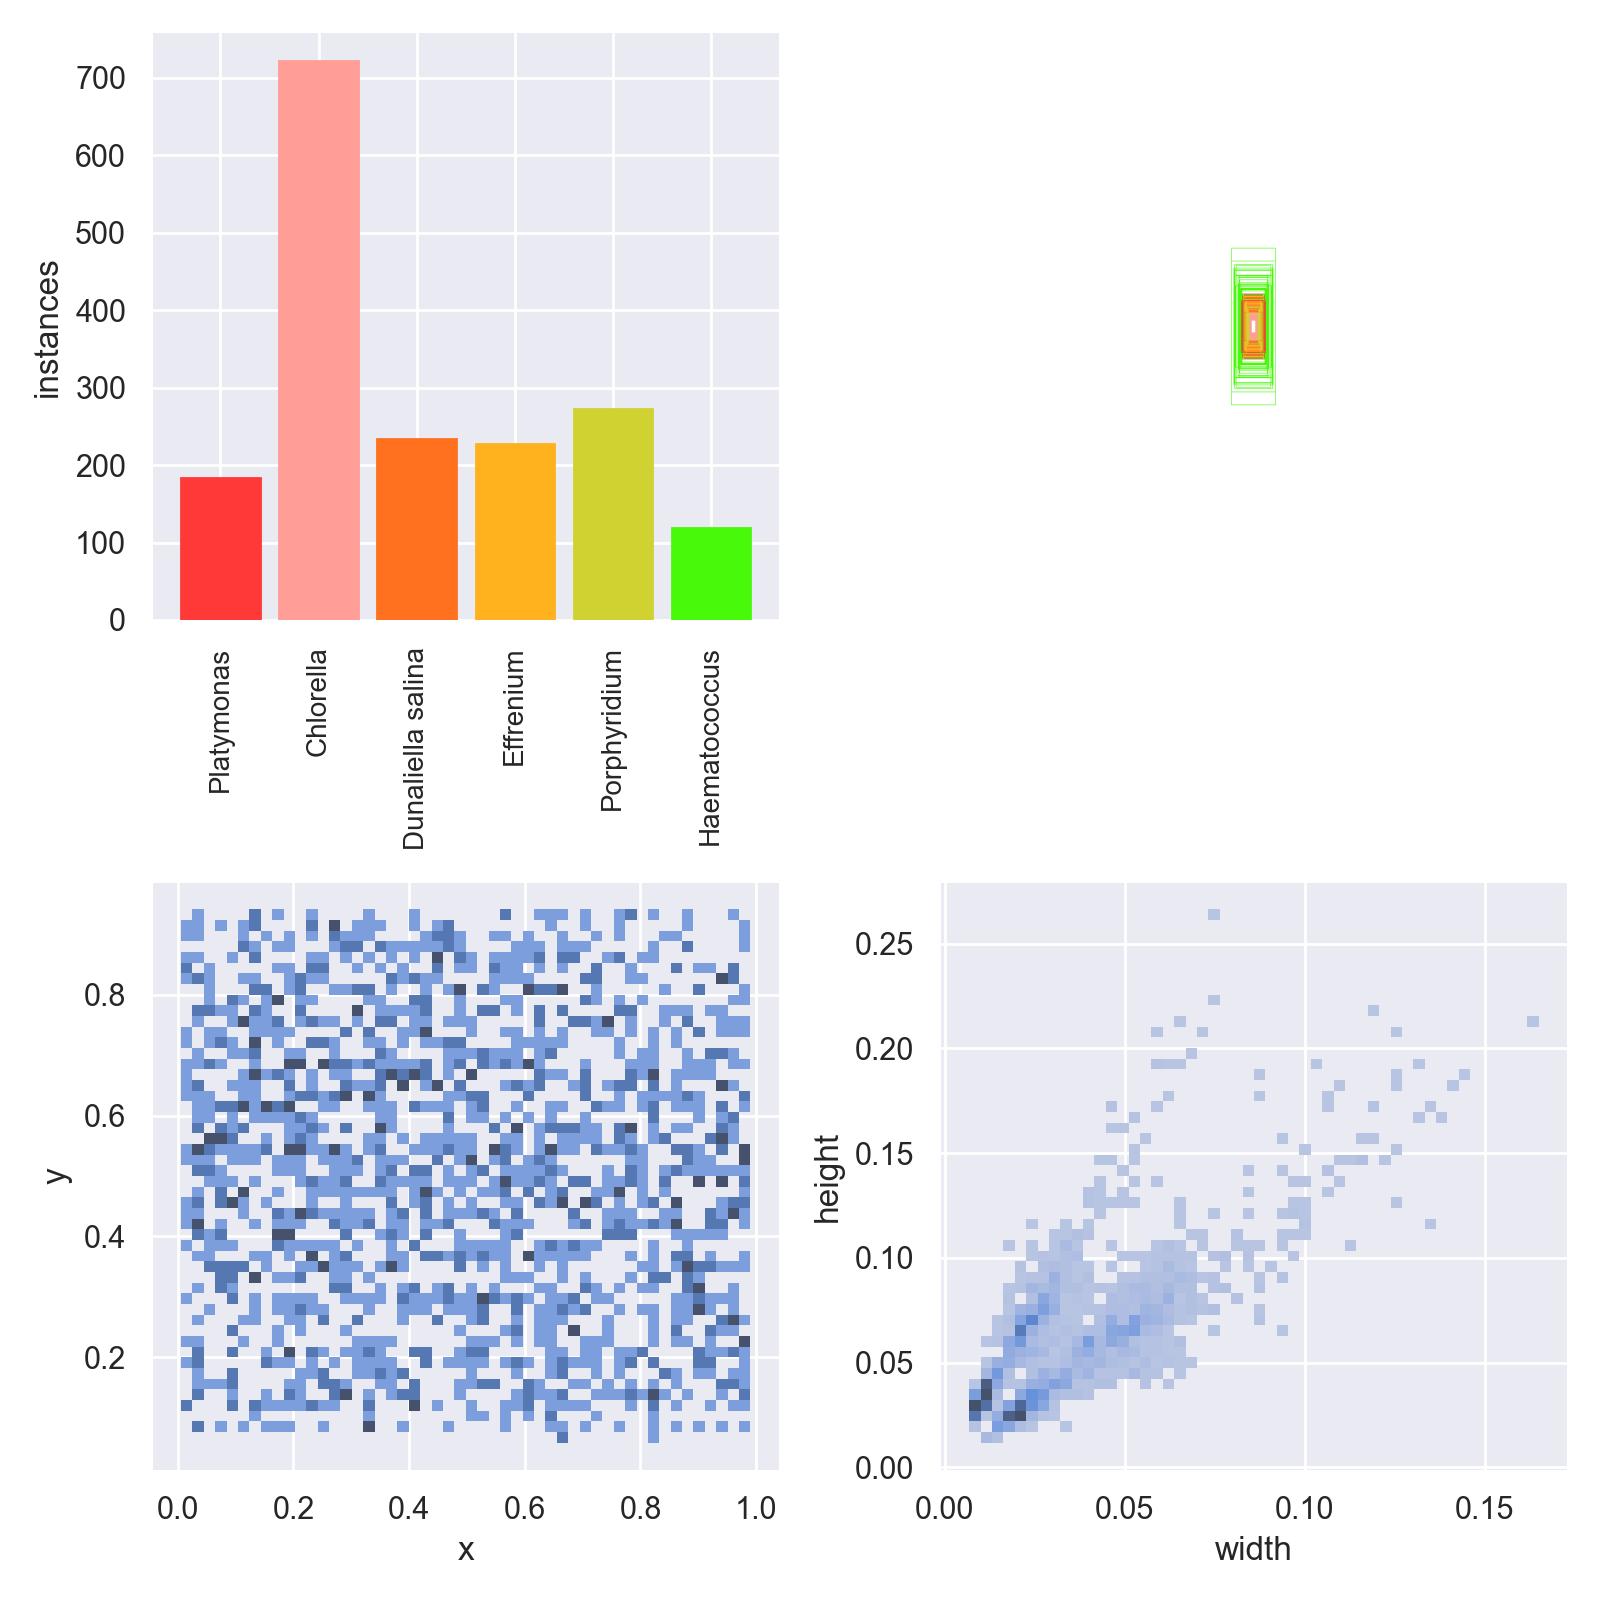 700
600
500
400
300
200
100
0
instances
Platymonas
Chlorella
Dunaliella salina
Effrenium
Porphyridium
Haematococcus
0.8
0.6
0.4
0.2
y
0.0 0.2 0.4 0.6 0.8 1.0
x
0.25
0.20
0.15
0.10
0.05
0.00
height
0.00 0.05 0.10 0.15
width